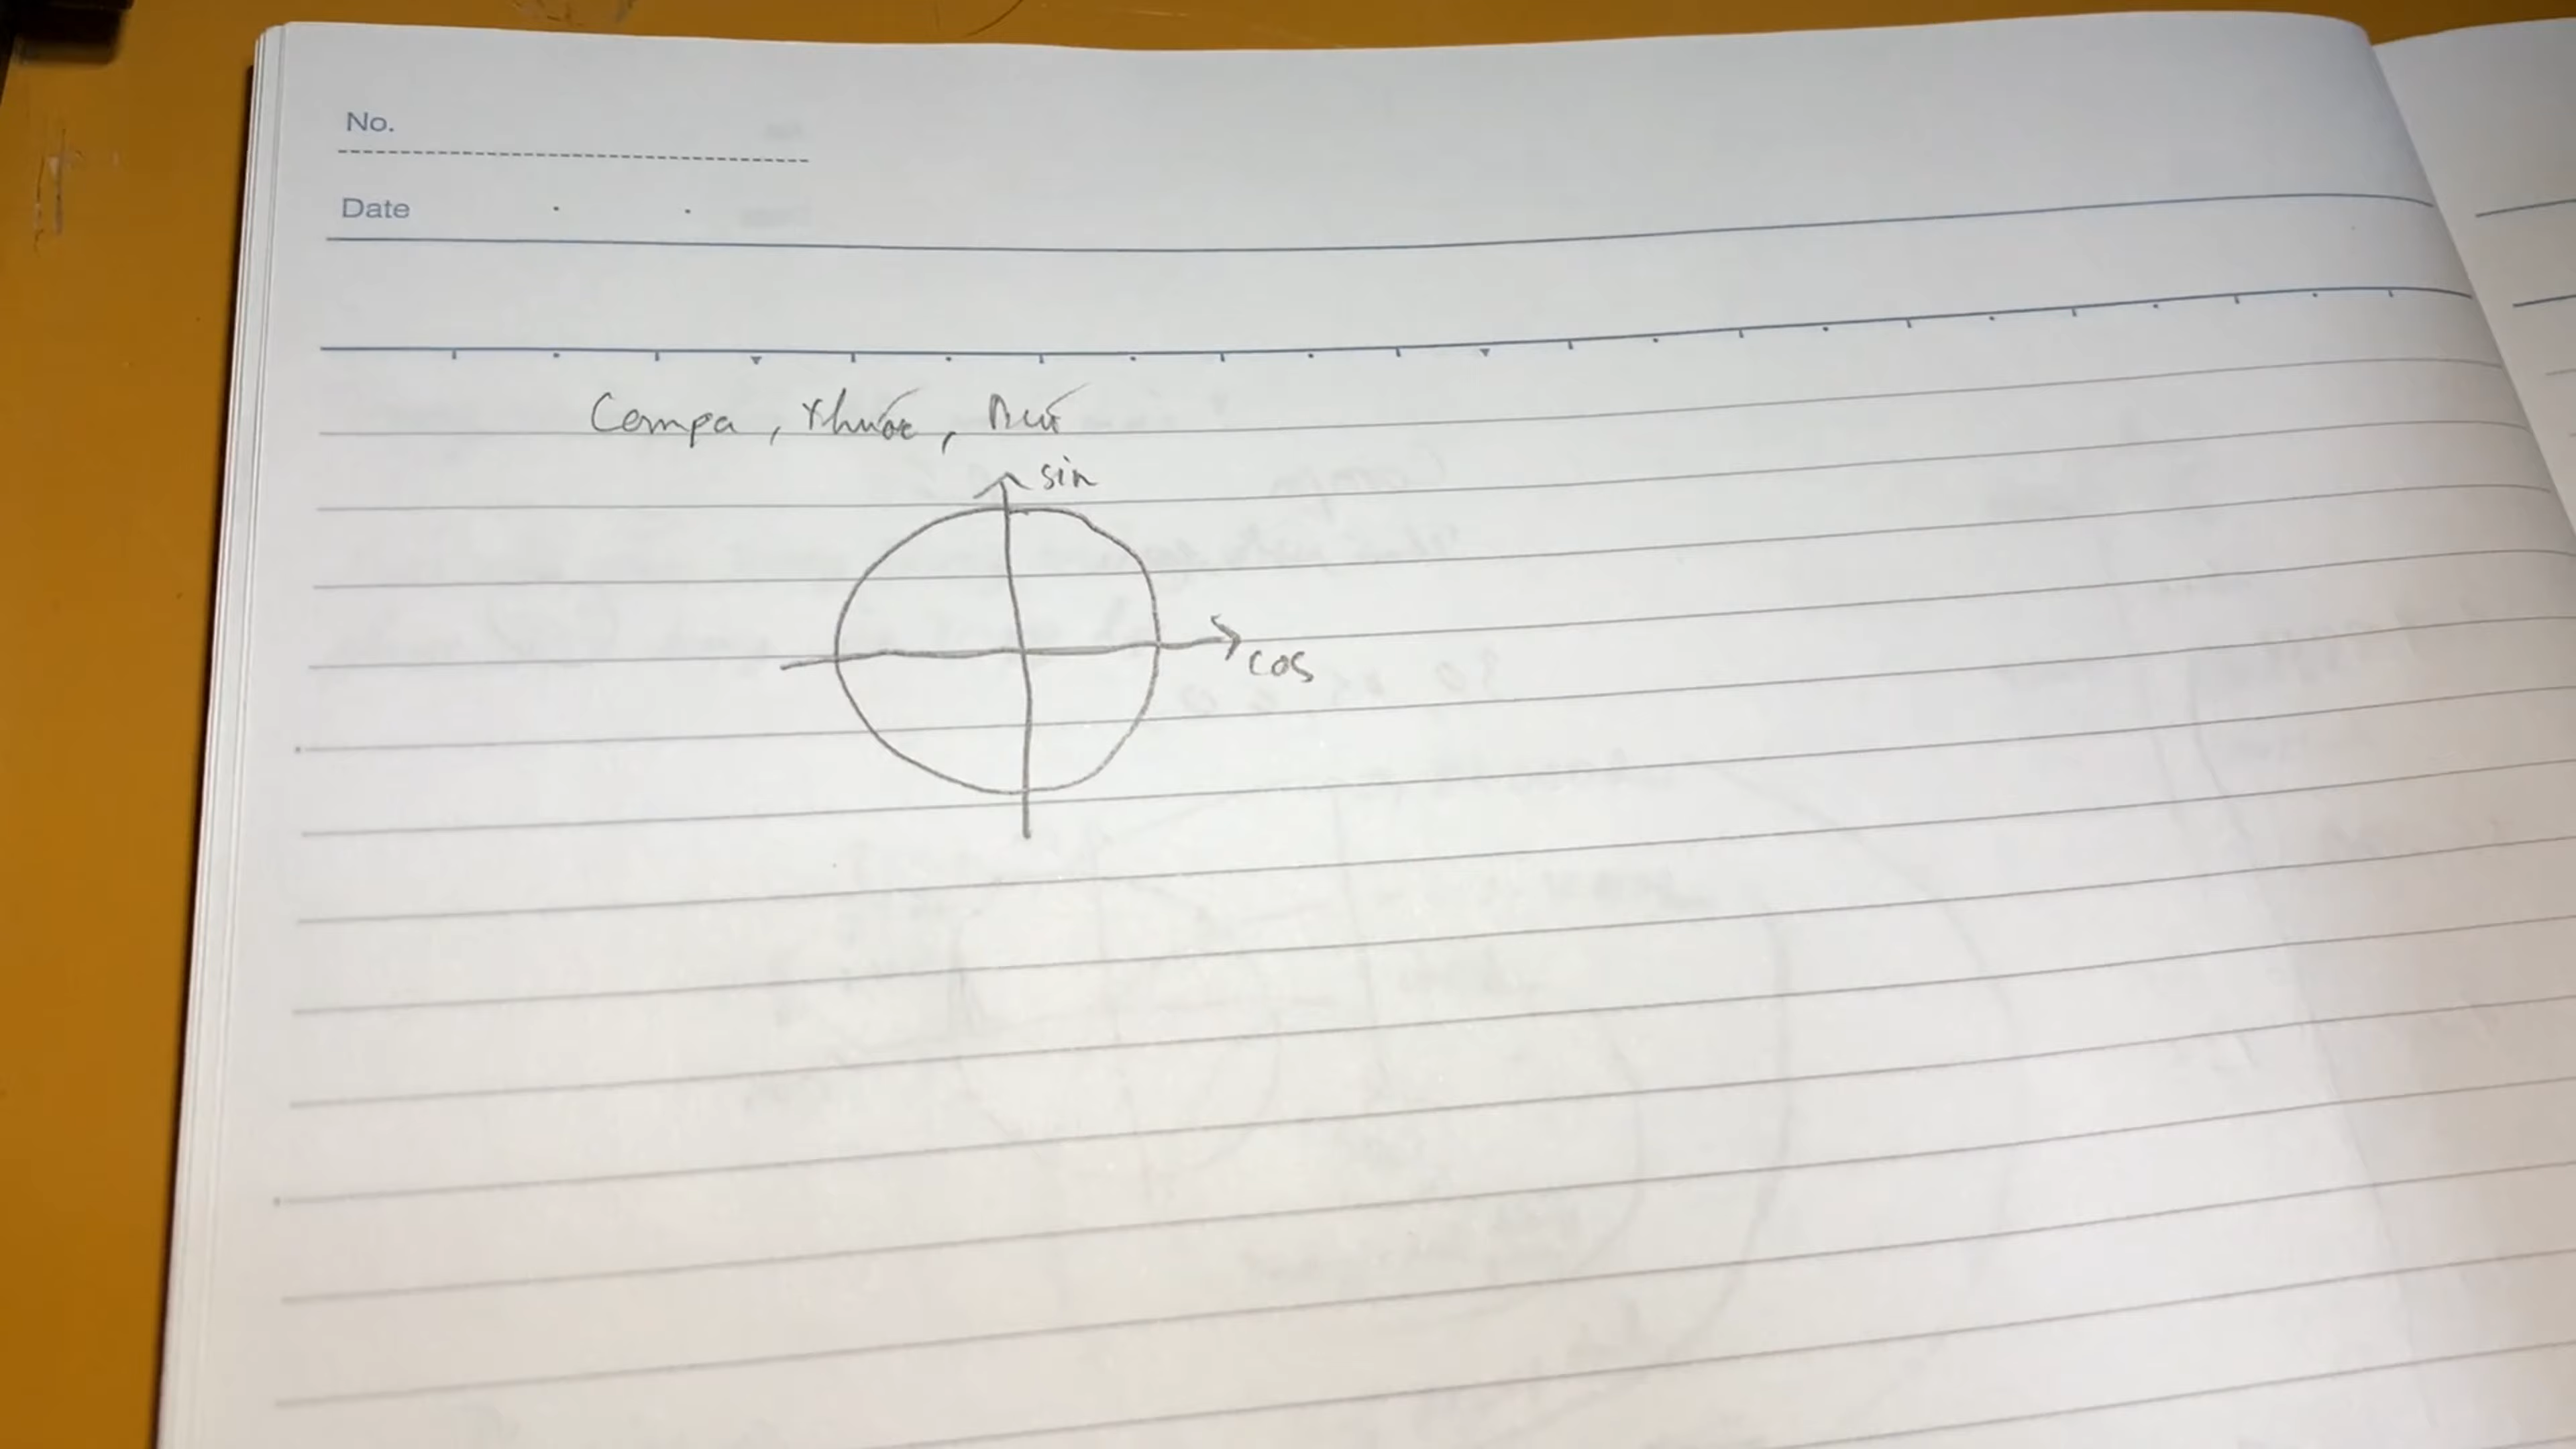 No.
Date
Compa, thước, Bút
sin
cos